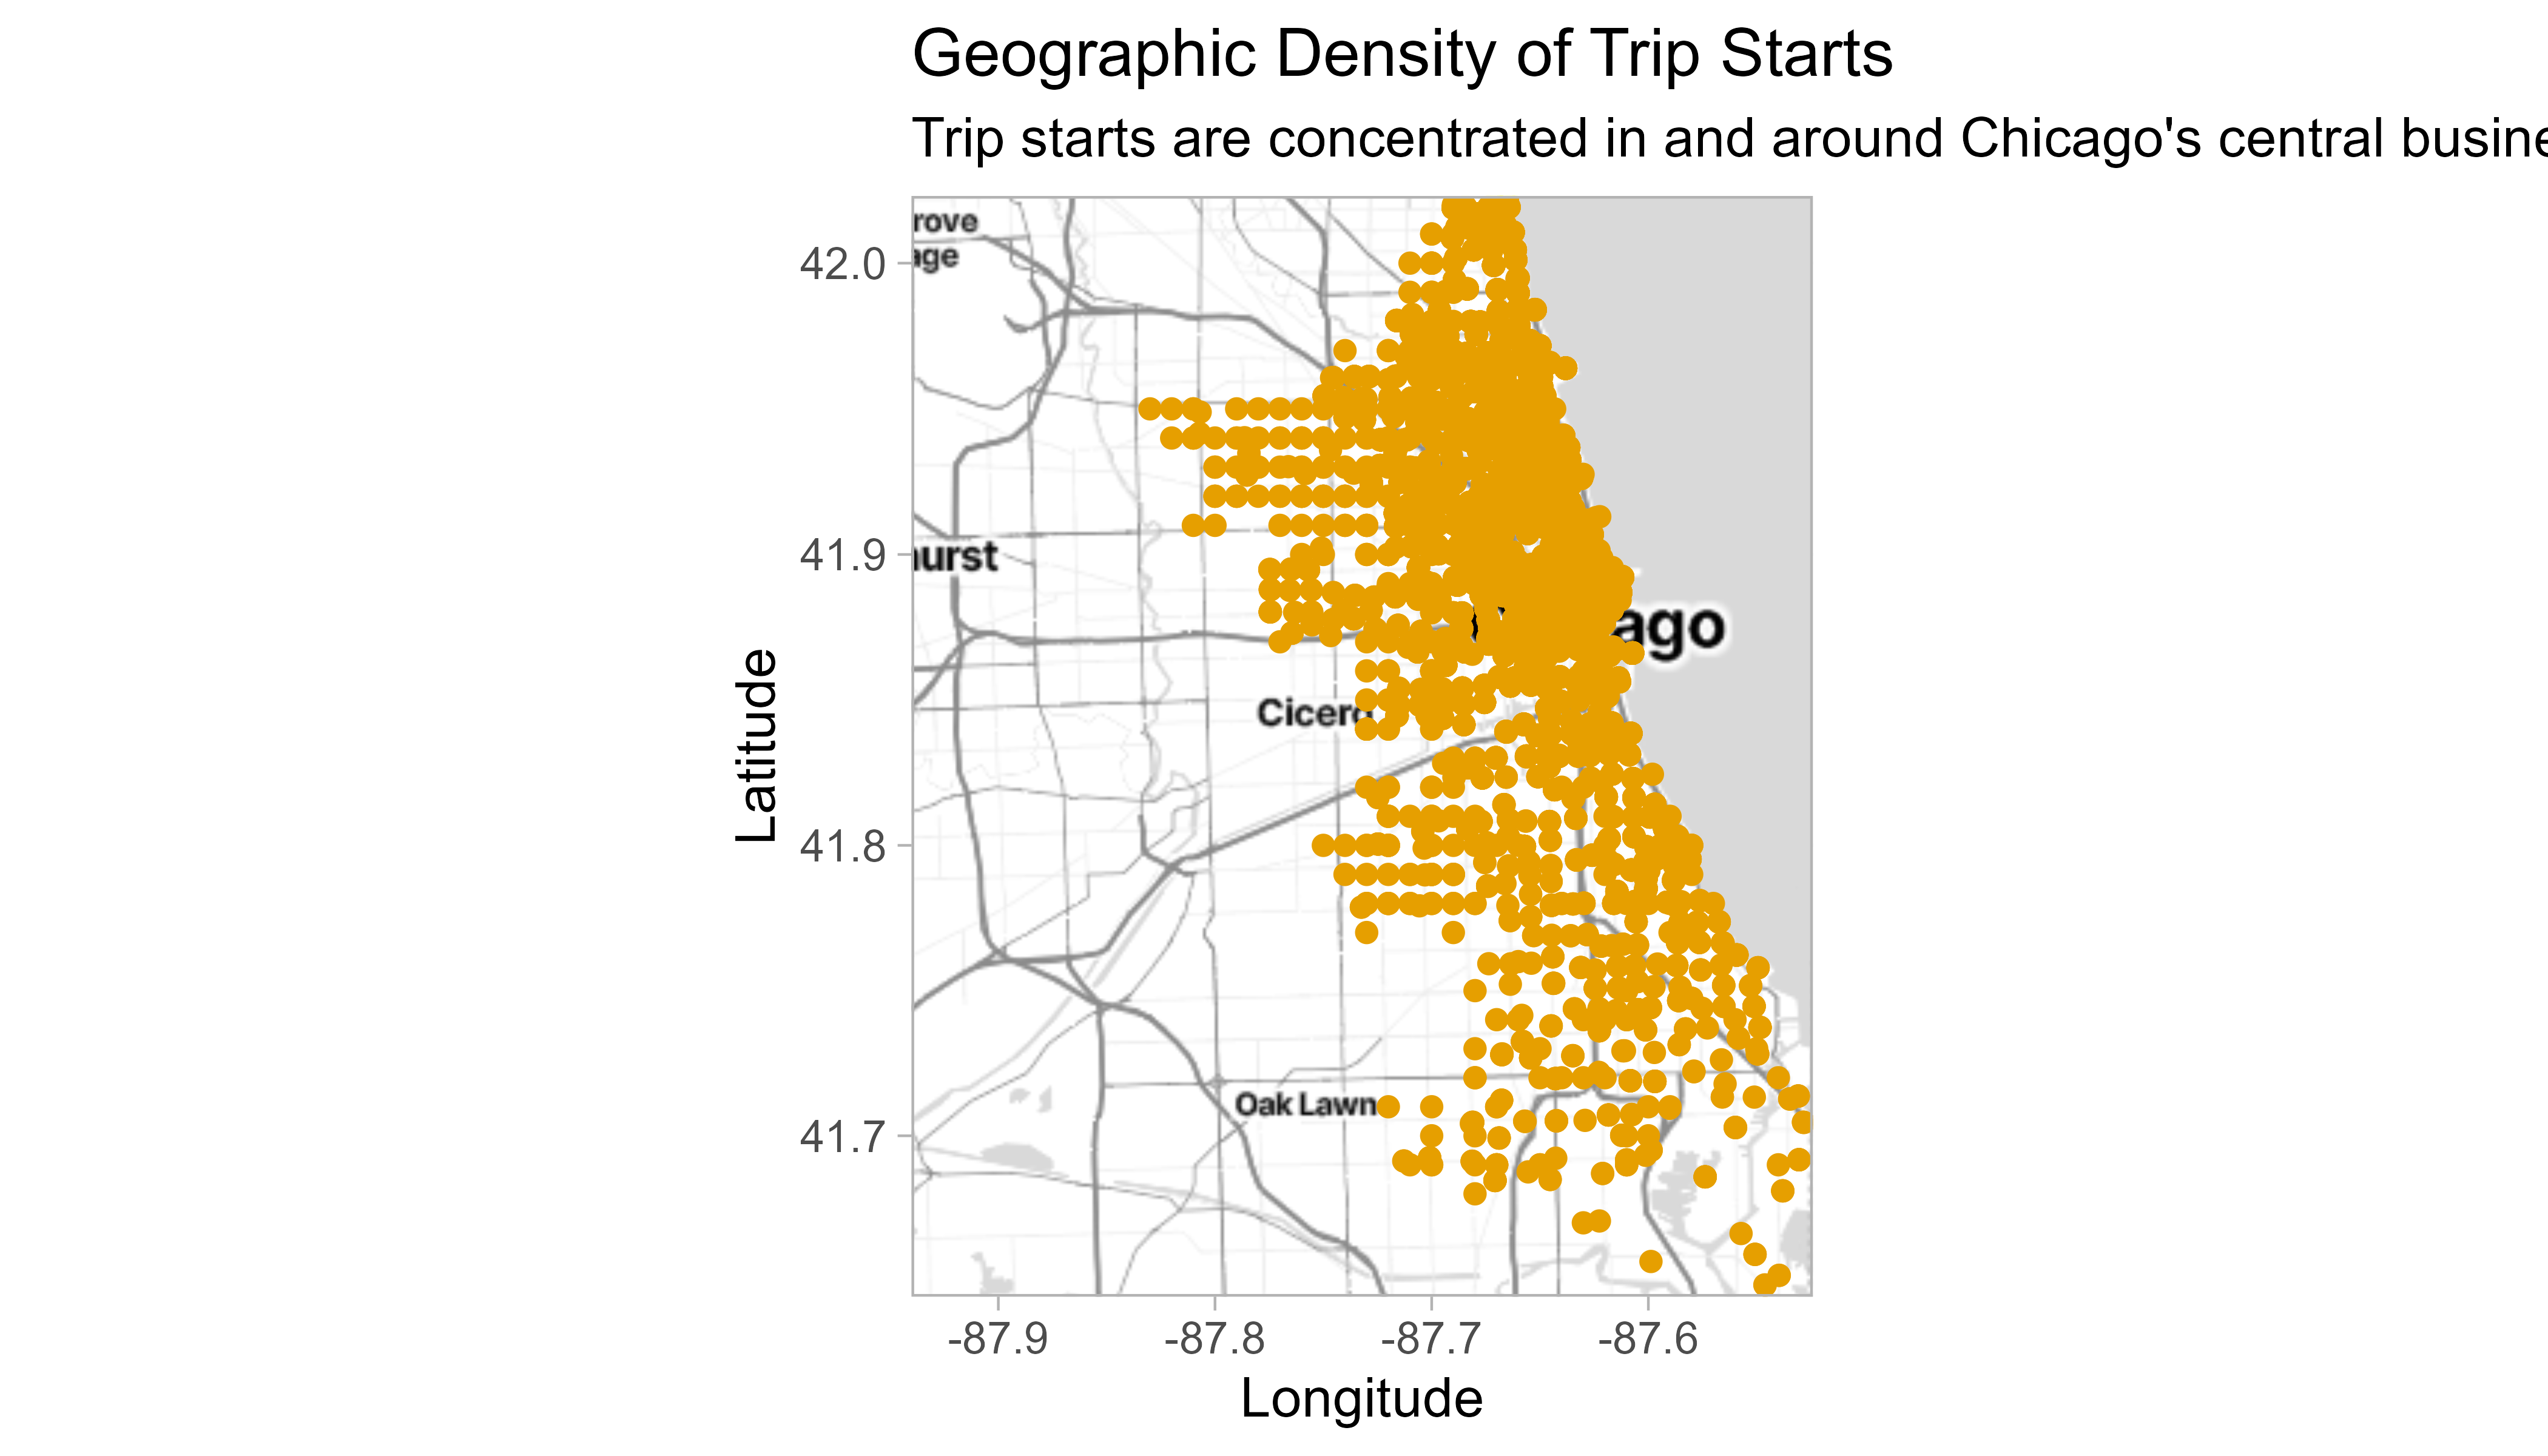 Geographic Density of Trip Starts
Trip starts are concentrated in and around Chicago's central busine
rove
age
42.0
41.9
hurst
ago
Latitude
Cicero
41.8
Oak Lawn
41.7
-87.9 -87.8 -87.7 -87.6
Longitude